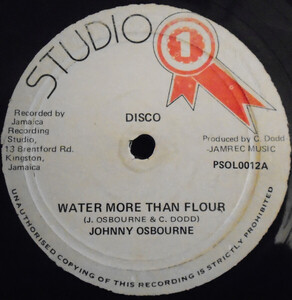 STUDIO 1
Recorded by
Jamaica
Recording
Studio,
13 Brentford Rd.
Kingston,
Jamaica
DISCO
Produced by C. Dodd
JAMREC MUSIC
PSOL0012A
WATER MORE THAN FLOUR
(J. OSBOURNE & C. DODD)
JOHNNY OSBOURNE
UNAUTHORISED COPYING OF THIS RECORDING IS STRICTLY PROHIBITED